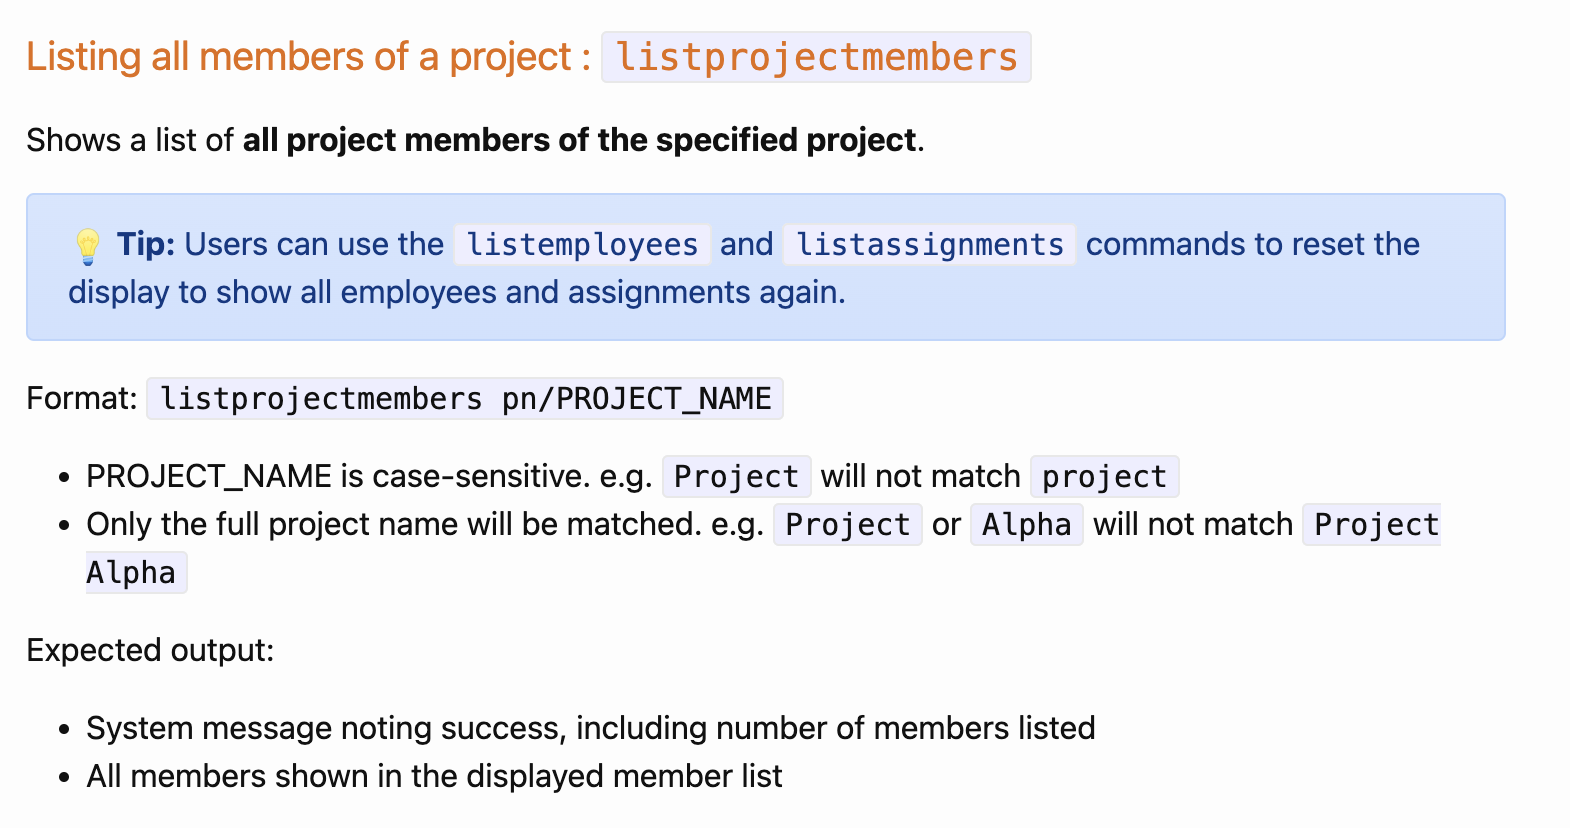 Listing all members of a project : listprojectmembers
Shows a list of all project members of the specified project.
💡 Tip: Users can use the listemployees and listassignments commands to reset the
display to show all employees and assignments again.
Format: listprojectmembers pn/PROJECT_NAME
• PROJECT_NAME is case-sensitive. e.g. Project will not match project
• Only the full project name will be matched. e.g. Project or Alpha will not match Project
Alpha
Expected output:
• System message noting success, including number of members listed
• All members shown in the displayed member list